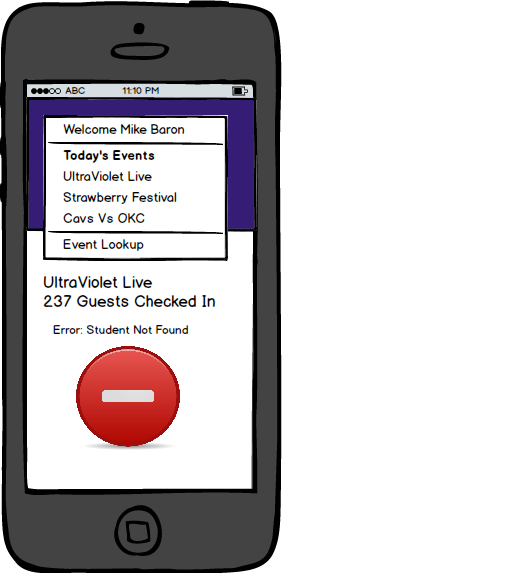 ABC 11:10 PM
Welcome Mike Baron
Today's Events
UltraViolet Live
Strawberry Festival
Cavs Vs OKC
Event Lookup
UltraViolet Live
237 Guests Checked In
Error: Student Not Found